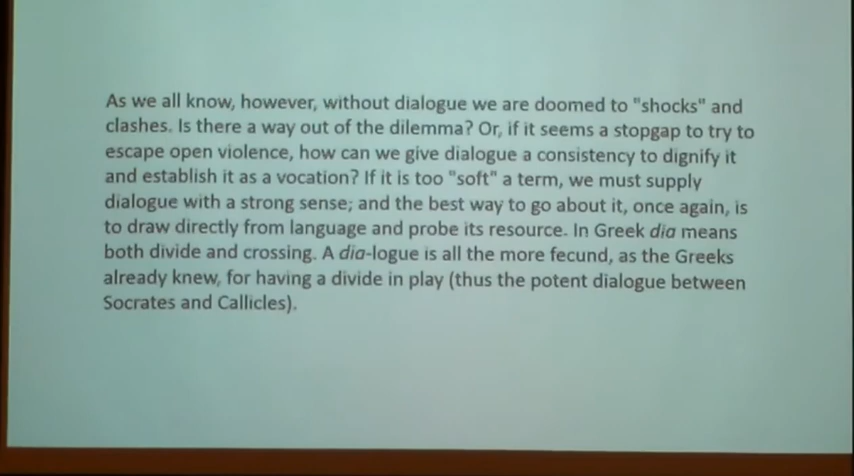 As we all know, however, without dialogue we are doomed to "shocks" and
clashes. Is there a way out of the dilemma? Or, if it seems a stopgap to try to
escape open violence, how can we give dialogue a consistency to dignify it
and establish it as a vocation? If it is too "soft" a term, we must supply
dialogue with a strong sense; and the best way to go about it, once again, is
to draw directly from language and probe its resource. In Greek dia means
both divide and crossing. A dia-logue is all the more fecund, as the Greeks
already knew, for having a divide in play (thus the potent dialogue between
Socrates and Callicles).